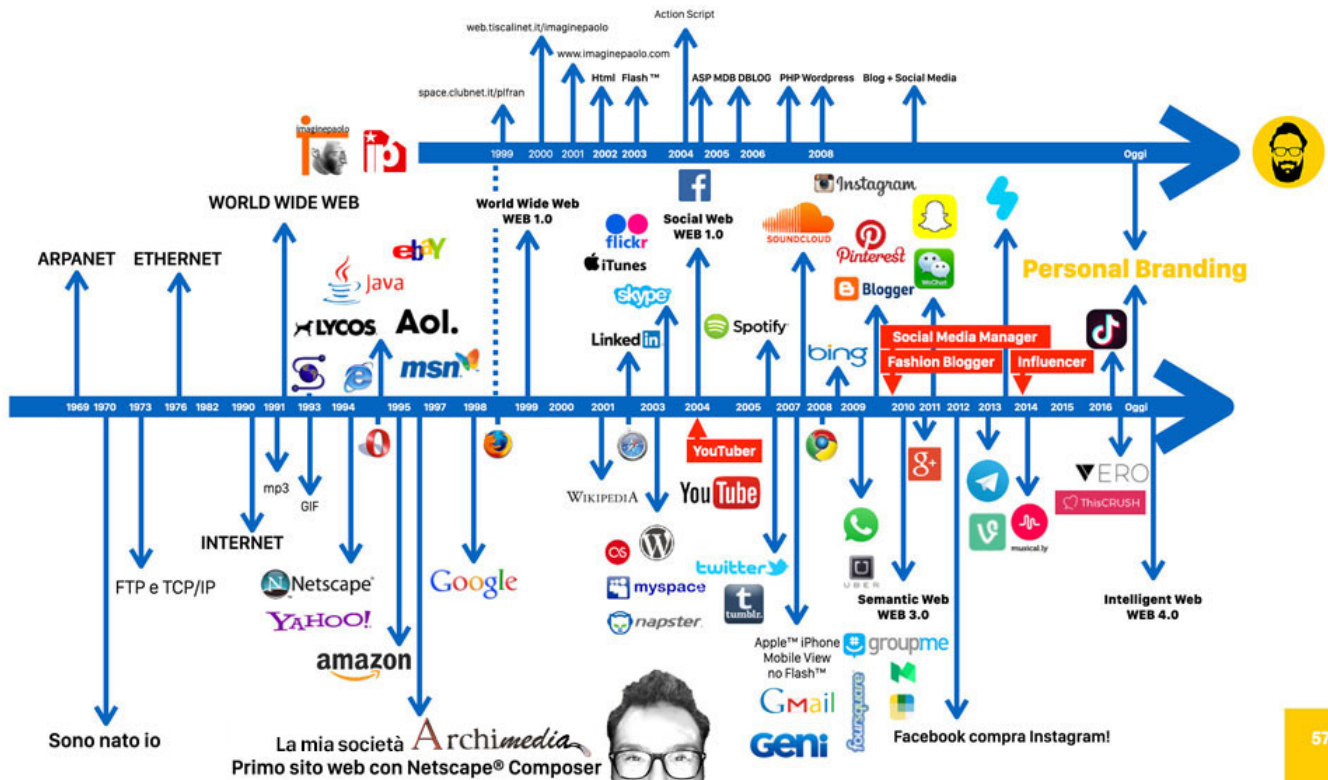 Action Script
web.tiscalinet.it/imaginepaolo
www.imaginepaolo.com
Html
Flash ™
ASP MDB DBLOG
PHP Wordpress
Blog + Social Media
space.clubnet.it/plfran
imaginepaolo
1999
2000
2001
2002
2003
2004
2005
2006
2008
Oggi
WORLD WIDE WEB
World Wide Web
WEB 1.0
Social Web
WEB 1.0
Instagram
flickr
SOUNDCLOUD
ebaY
ARPANET
ETHERNET
Java
iTunes
Pinterest
WeChat
Personal Branding
skype
Blogger
LYCOS
Aol.
Linked in
Spotify
bing
Social Media Manager
msn
Fashion Blogger
Influencer
1969
1970
1973
1976
1982
1990
1991
1993
1994
1995
1997
1998
1999
2000
2001
2003
2004
2005
2007
2008
2009
2010
2011
2012
2013
2014
2015
2016
Oggi
YouTuber
g+
mp3
GIF
WIKIPEDIA
YouTube
VERO
ThisCRUSH
musical.ly
INTERNET
FTP e TCP/IP
N Netscape®
Google
twitter
UBER
myspace
t
tumblr.
Semantic Web
WEB 3.0
Intelligent Web
WEB 4.0
YAHOO!
napster
amazon
Apple™ iPhone
Mobile View
no Flash™
groupme
Gmail
foursquare
Geni
Sono nato io
La mia società Archimedia
Primo sito web con Netscape® Composer
Facebook compra Instagram!
57